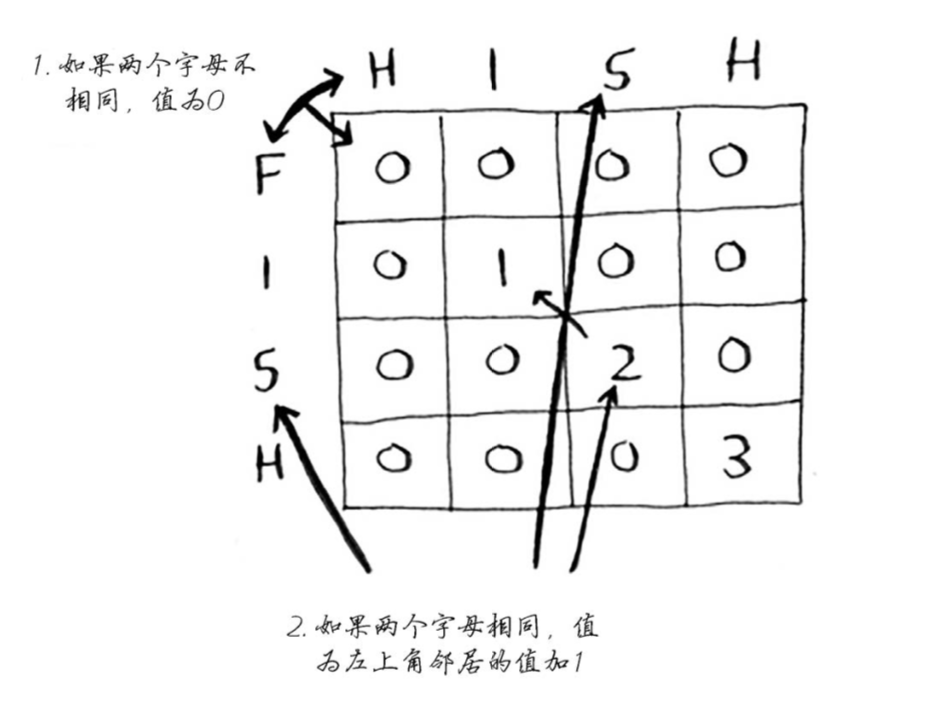 1. 如果两个字母不
相同，值为0
H I S H
F 0 0 0 0
I 0 1 0 0
S 0 0 2 0
H 0 0 0 3
2. 如果两个字母相同，值
为左上角邻居的值加1